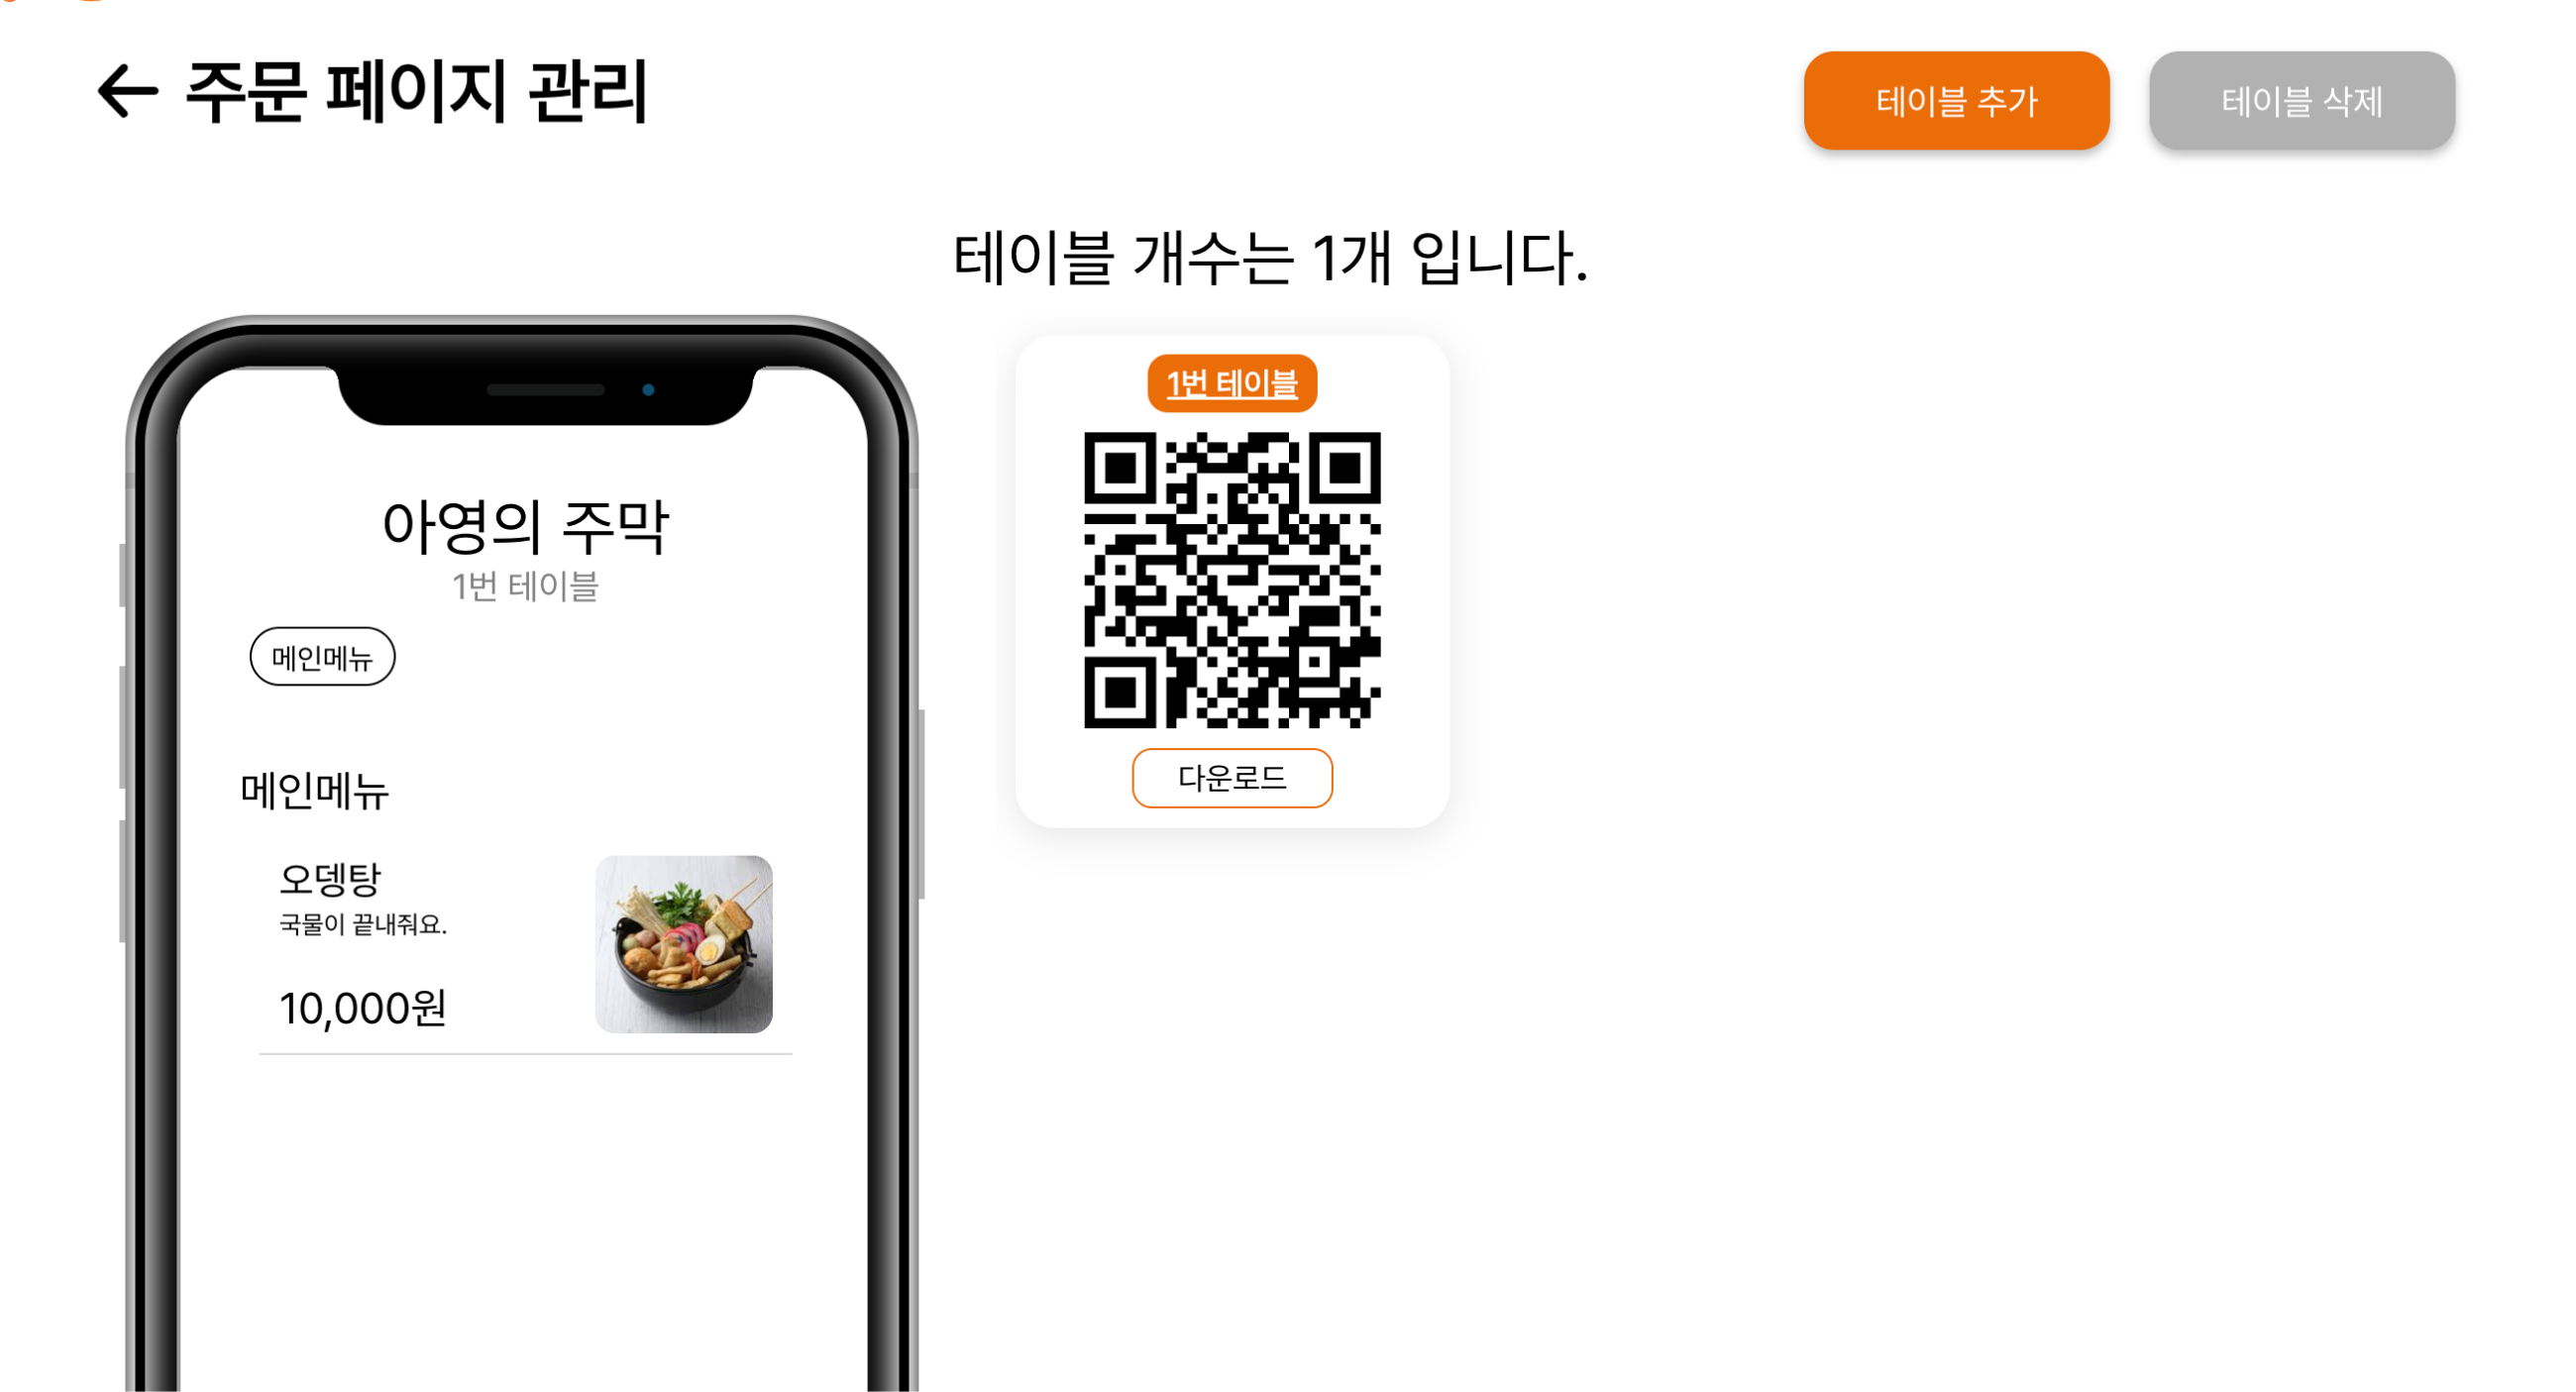 주문 페이지 관리
테이블 추가
테이블 삭제
테이블 개수는 1개 입니다.
아영의 주막
1번 테이블
메인메뉴
메인메뉴
오뎅탕
국물이 끝내줘요.
10,000원
1번 테이블
다운로드